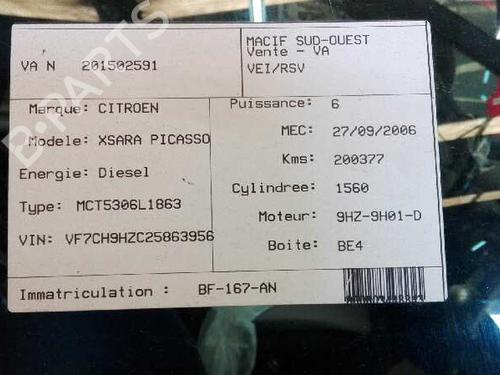 VA N 201502591
MACIF SUD-OUEST
Vente - VA
VEI/RSV
Marque: CITROEN
Modele: XSARA PICASSO
Energie: Diesel
Type: MCT5306L1863
VIN: VF7CH9HZC25863956
Puissance: 6
MEC: 27/09/2006
Kms: 200377
Cylindree: 1560
Moteur: 9HZ-9H01-D
Boite: BE4
Immatriculation : BF-167-AN
B-PARTS